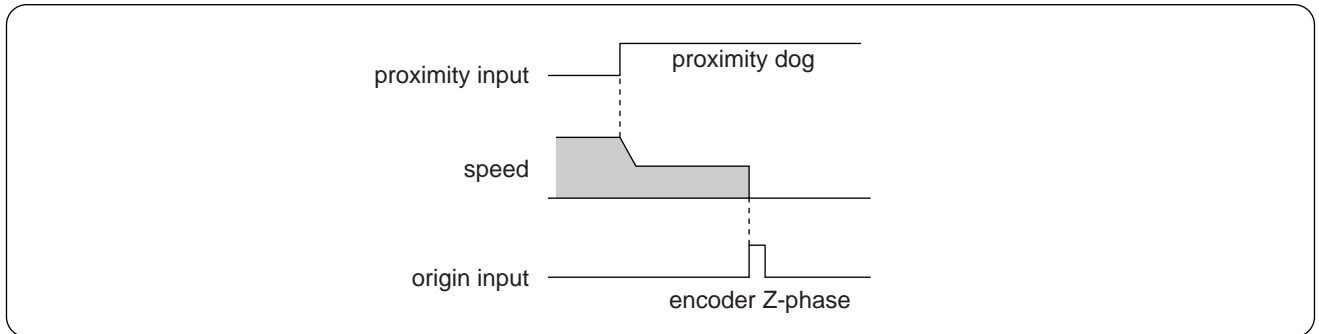 proximity dog
proximity input
speed
origin input
encoder Z-phase